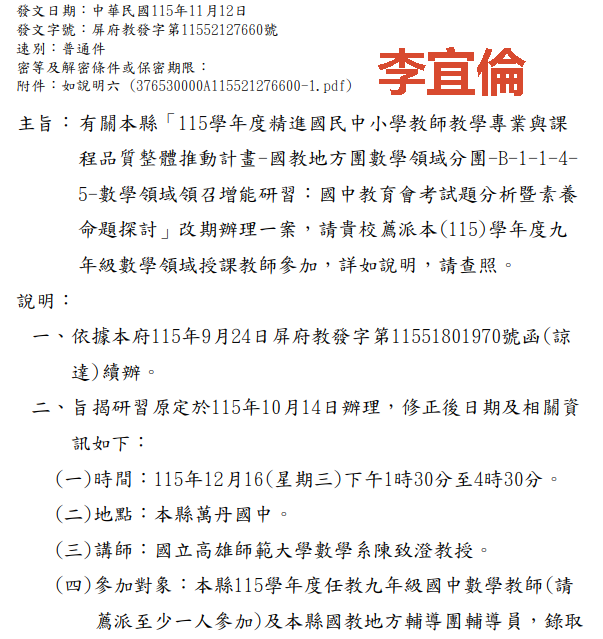 發文日期：中華民國115年11月12日
發文字號：屏府教發字第11552127660號
速別：普通件
密等及解密條件或保密期限：
附件：如說明六 (376530000A115521276600-1.pdf)
李宜倫
主旨：有關本縣「115學年度精進國民中小學教師教學專業與課
程品質整體推動計畫-國教地方團數學領域分團-B-1-1-4-
5-數學領域領召增能研習：國中教育會考試題分析暨素養
命題探討」改期辦理一案，請貴校薦派本(115)學年度九
年級數學領域授課教師參加，詳如說明，請查照。
說明：
一、依據本府115年9月24日屏府教發字第11551801970號函(諒
達)續辦。
二、旨揭研習原定於115年10月14日辦理，修正後日期及相關資
訊如下：
(一)時間：115年12月16(星期三)下午1時30分至4時30分。
(二)地點：本縣萬丹國中。
(三)講師：國立高雄師範大學數學系陳致澄教授。
(四)參加對象：本縣115學年度任教九年級國中數學教師(請
薦派至少一人參加)及本縣國教地方輔導團輔導員，錄取